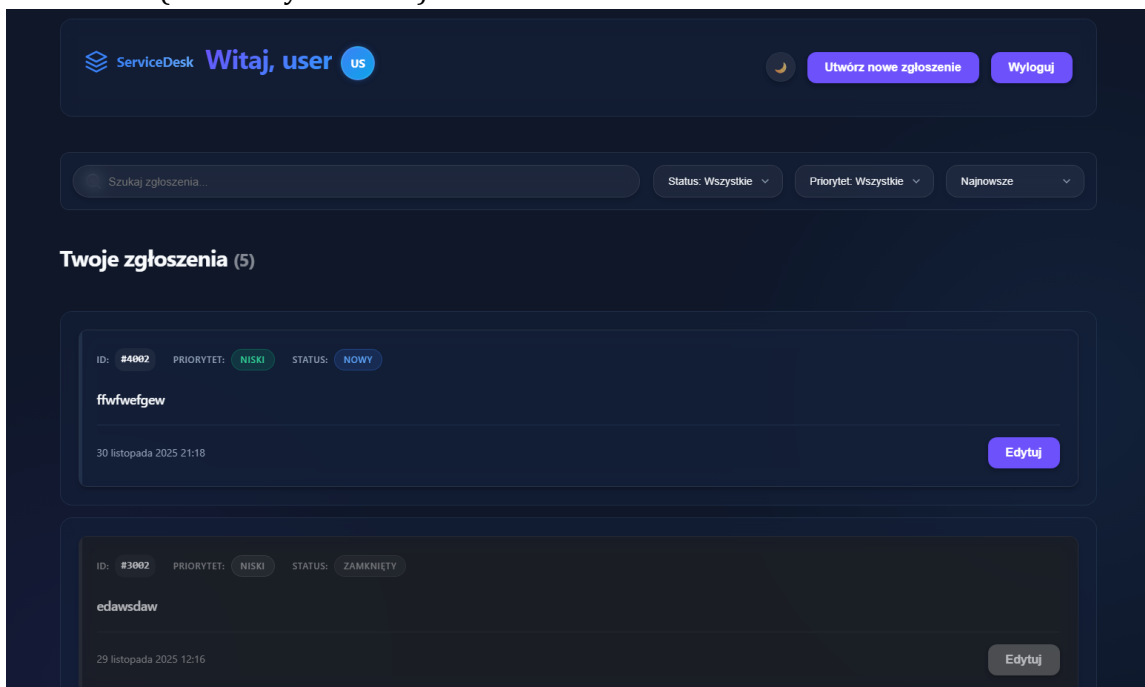 ServiceDesk Witaj, user US
Utwórz nowe zgłoszenie Wyloguj
Szukaj zgłoszenia... Status: Wszystkie Priorytet: Wszystkie Najnowsze
Twoje zgłoszenia (5)
ID: #4002 PRIORYTET: NISKI STATUS: NOWY
ffwfwefgew
30 listopada 2025 21:18 Edytuj
ID: #3002 PRIORYTET: NISKI STATUS: ZAMKNIĘTY
edawsdaw
29 listopada 2025 12:16 Edytuj